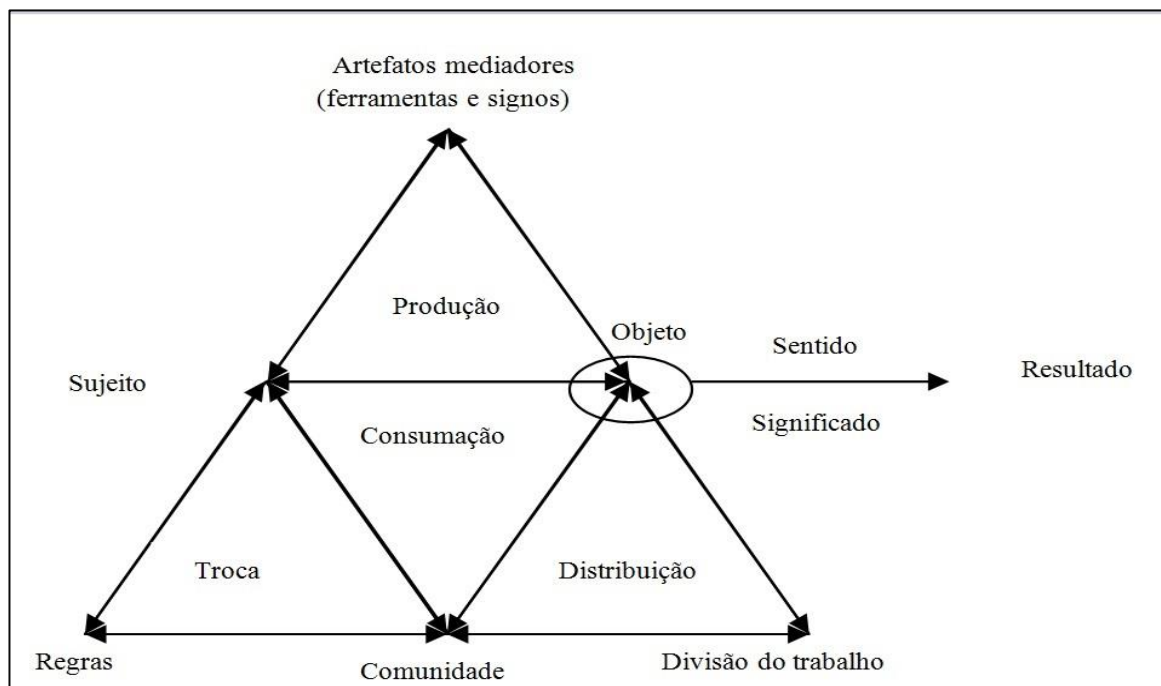 Artefatos mediadores
(ferramentas e signos)
Produção
Objeto
Sentido
Sujeito
Resultado
Significado
Consumação
Troca
Distribuição
Regras
Comunidade
Divisão do trabalho